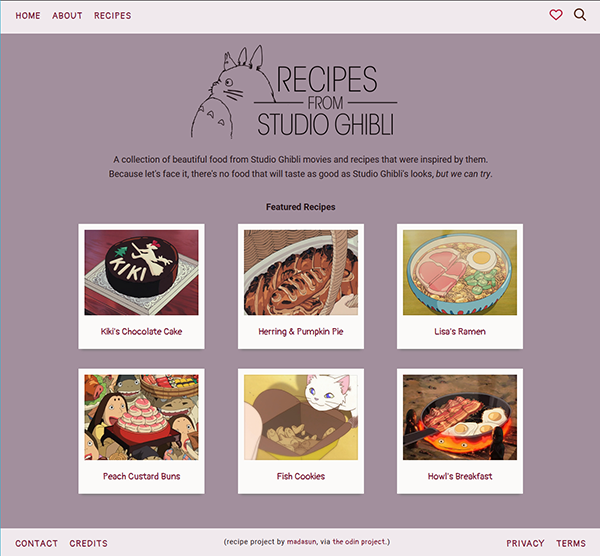 HOME ABOUT RECIPES
RECIPES
FROM
STUDIO GHIBLI
A collection of beautiful food from Studio Ghibli movies and recipes that were inspired by them.
Because let's face it, there's no food that will taste as good as Studio Ghibli's looks, but we can try.
Featured Recipes
KIKI
Kiki's Chocolate Cake
Herring & Pumpkin Pie
Lisa's Ramen
Peach Custard Buns
Fish Cookies
Howl's Breakfast
CONTACT CREDITS
(recipe project by madosun, via the odin project.)
PRIVACY TERMS